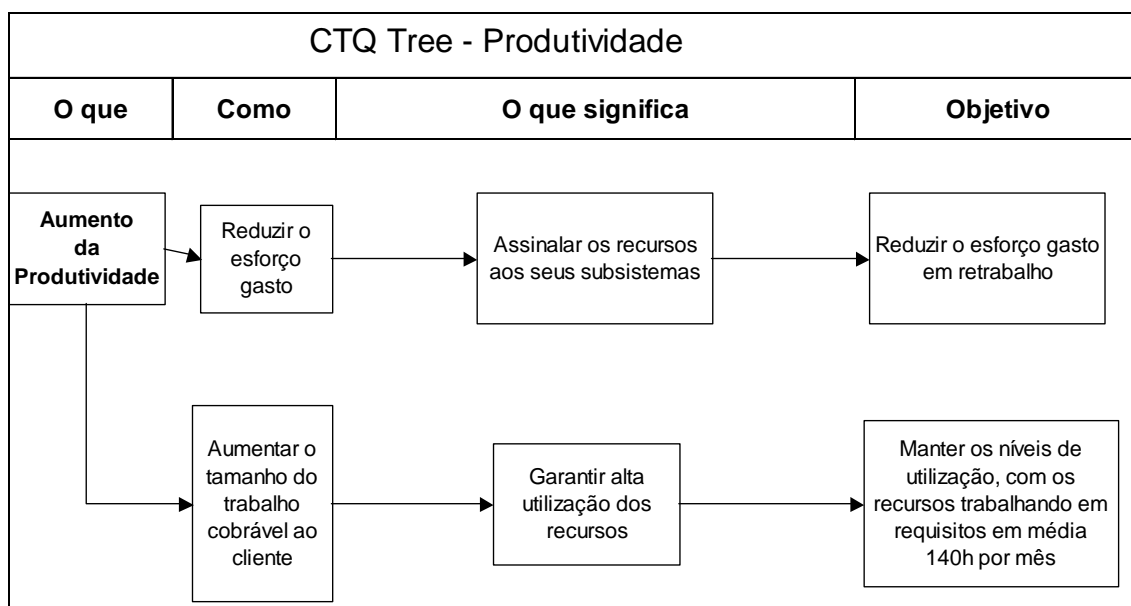 CTQ Tree - Produtividade
O que
Como
O que significa
Objetivo
Aumento
da
Produtividade
Reduzir o
esforço
gasto
Assinalar os recursos
aos seus subsistemas
Reduzir o esforço gasto
em retrabalho
Aumentar o
tamanho do
trabalho
cobrável ao
cliente
Garantir alta
utilização dos
recursos
Manter os níveis de
utilização, com os
recursos trabalhando em
requisitos em média
140h por mês